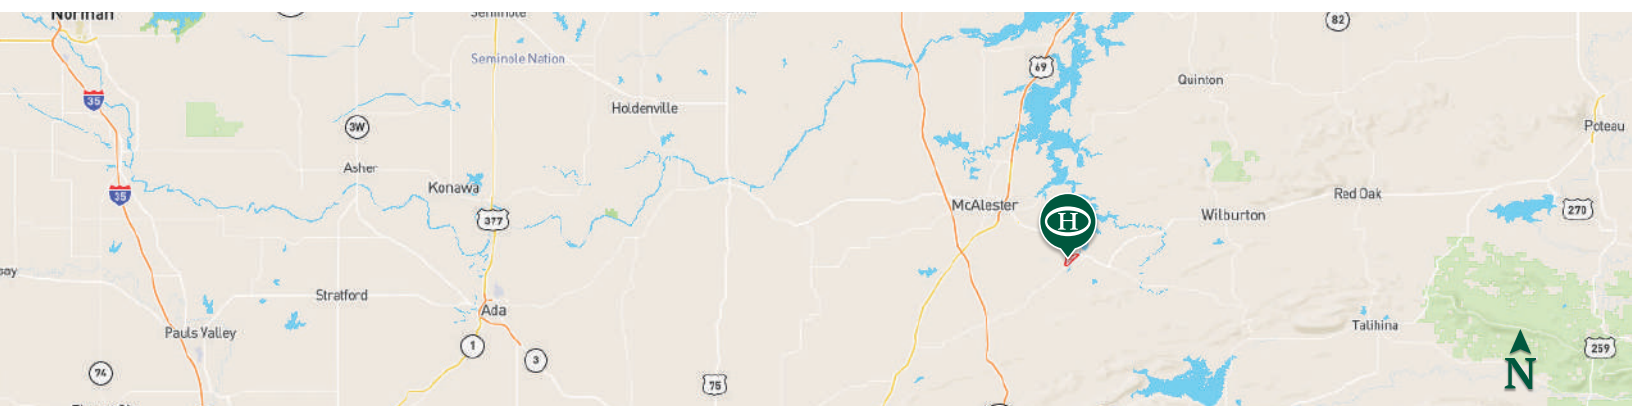 Norman
Seminole
82
Seminole Nation
69
Quinton
35
Holdenville
3W
Poteau
Asher
Konawa
35
Red Oak
McAlester
377
H
Wilburton
270
Stratford
Ada
Pauls Valley
Talihina
1
3
259
74
75
N